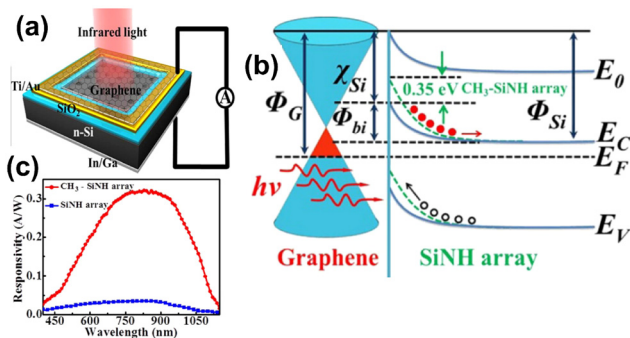 (a)
Infrared light
Ti/Au
Graphene
SiO₂
n-Si
In/Ga
A
(b)
χSi
0.35 eV CH₃-SiNH array
E0
ΦG
Φbi
ΦSi
EC
EF
hν
EV
Graphene
SiNH array
(c)
CH₃ - SiNH array
SiNH array
Responsivity (A/W)
0.3
0.2
0.1
0.0
450 600 750 900 1050
Wavelength (nm)